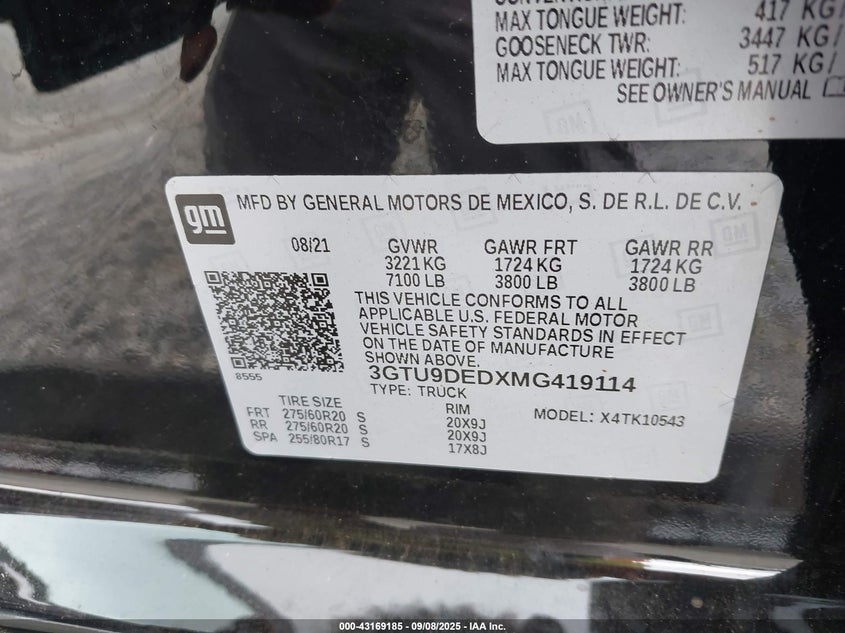 MAX TONGUE WEIGHT: 417 KG/
GOOSENECK TWR: 3447 KG/
MAX TONGUE WEIGHT: 517 KG/
SEE OWNER'S MANUAL
gm MFD BY GENERAL MOTORS DE MEXICO, S. DE R.L. DE C.V.
08/21 GVWR GAWR FRT GAWR RR
3221 KG 1724 KG 1724 KG
7100 LB 3800 LB 3800 LB
THIS VEHICLE CONFORMS TO ALL
APPLICABLE U.S. FEDERAL MOTOR
VEHICLE SAFETY STANDARDS IN EFFECT
ON THE DATE OF MANUFACTURE
SHOWN ABOVE.
8555 3GTU9DEDXMG419114
TYPE: TRUCK
TIRE SIZE RIM MODEL: X4TK10543
FRT 275/60R20 S 20X9J
RR 275/60R20 S 20X9J
SPA 255/80R17 S 17X8J
000-43169185 - 09/08/2025 - IAA Inc.